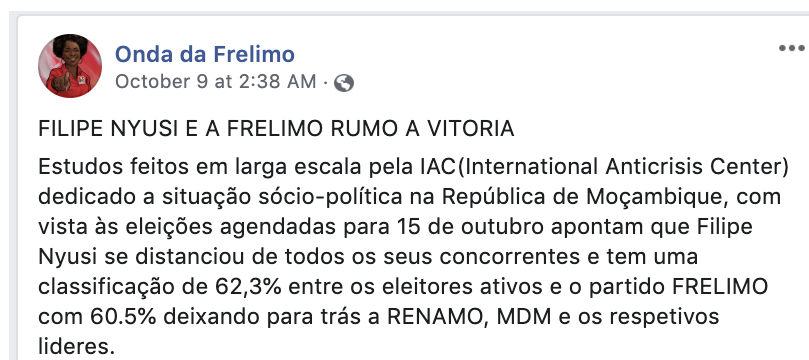 Onda da Frelimo
October 9 at 2:38 AM ·
FILIPE NYUSI E A FRELIMO RUMO A VITORIA
Estudos feitos em larga escala pela IAC(International Anticrisis Center)
dedicado a situação sócio-política na República de Moçambique, com
vista às eleições agendadas para 15 de outubro apontam que Filipe
Nyusi se distanciou de todos os seus concorrentes e tem uma
classificação de 62,3% entre os eleitores ativos e o partido FRELIMO
com 60.5% deixando para trás a RENAMO, MDM e os respetivos
lideres.